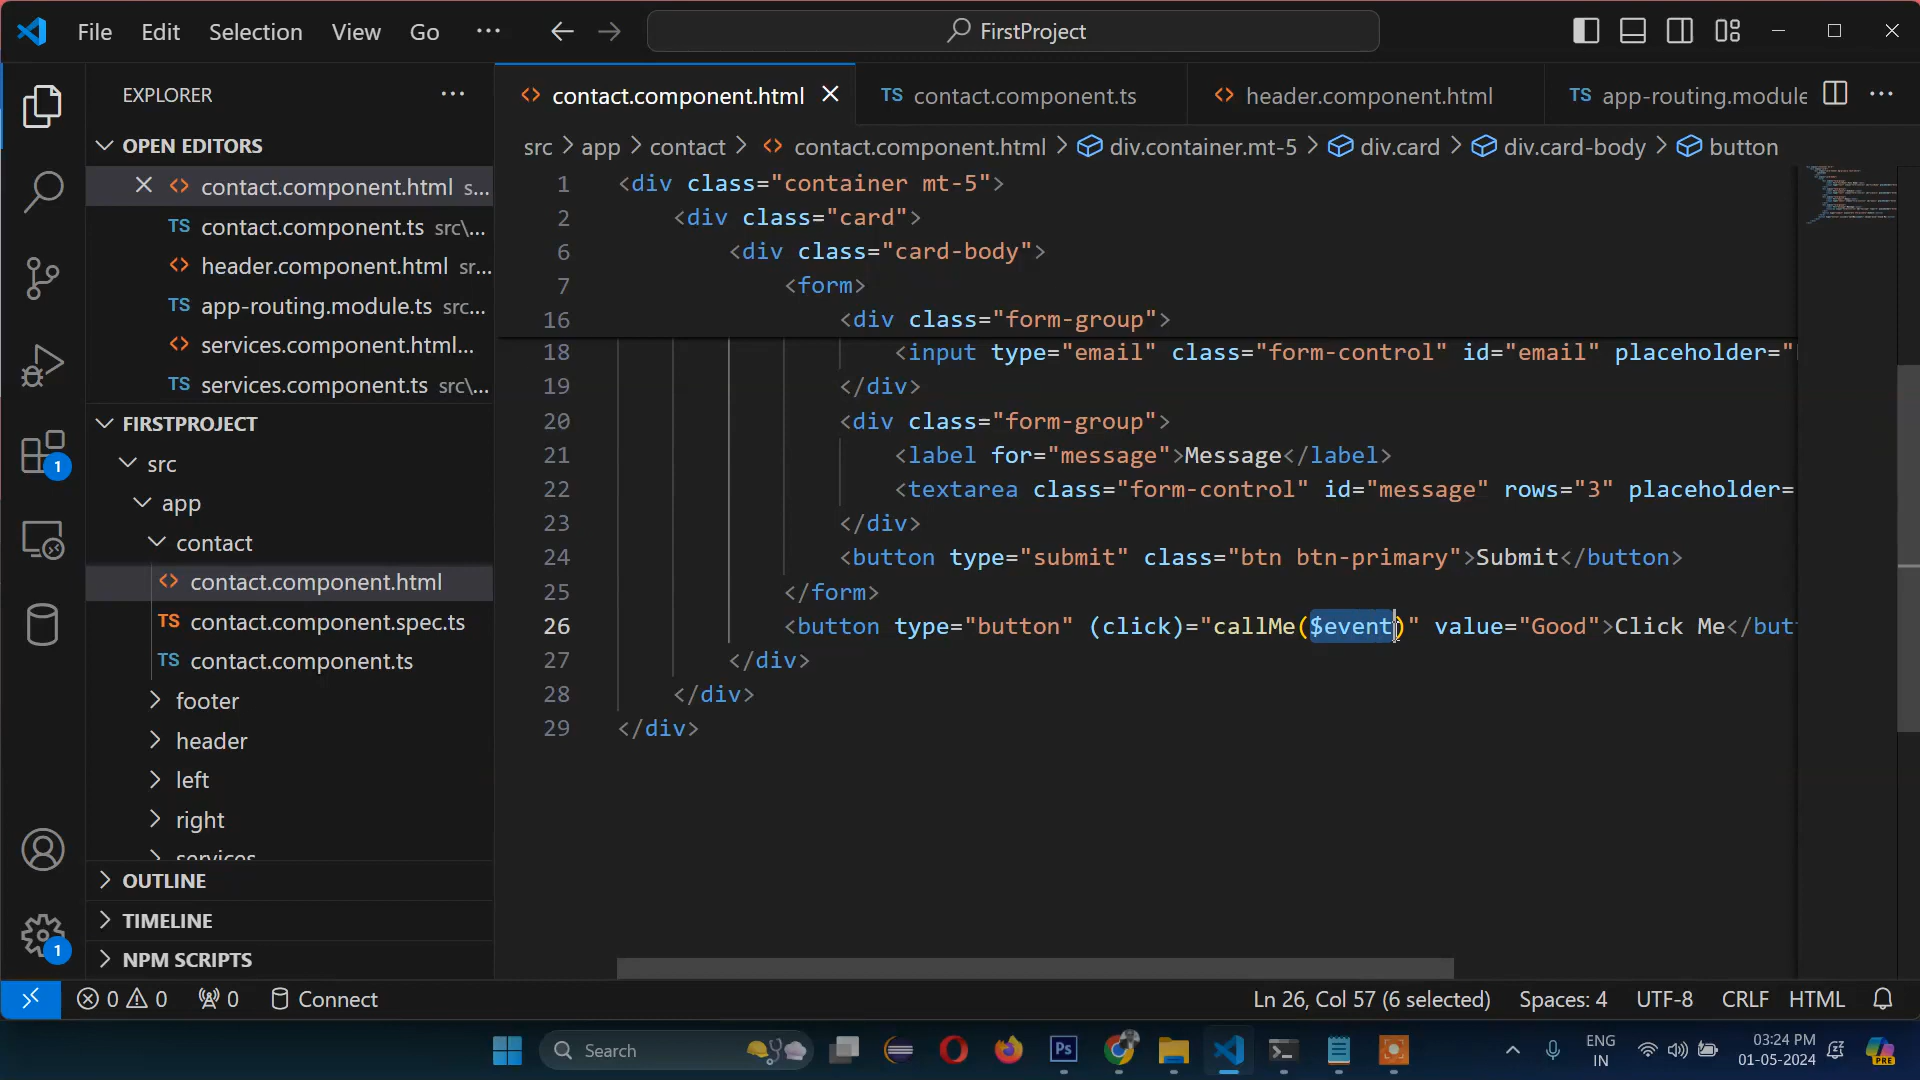 File Edit Selection View Go ··· FirstProject
EXPLORER
OPEN EDITORS
contact.component.html s...
TS contact.component.ts src\...
header.component.html sr...
TS app-routing.module.ts src...
services.component.html...
TS services.component.ts src\...
FIRSTPROJECT
src
app
contact
contact.component.html
TS contact.component.spec.ts
TS contact.component.ts
footer
header
left
right
services
OUTLINE
TIMELINE
NPM SCRIPTS
1
1
contact.component.html TS contact.component.ts header.component.html TS app-routing.module
src > app > contact > contact.component.html > div.container.mt-5 > div.card > div.card-body > button
1 <div class="container mt-5">
2 <div class="card">
6 <div class="card-body">
7 <form>
16 <div class="form-group">
18 <input type="email" class="form-control" id="email" placeholder="
19 </div>
20 <div class="form-group">
21 <label for="message">Message</label>
22 <textarea class="form-control" id="message" rows="3" placeholder=
23 </div>
24 <button type="submit" class="btn btn-primary">Submit</button>
25 </form>
26 <button type="button" (click)="callMe($event)" value="Good">Click Me</but
27 </div>
28 </div>
29 </div>
0 0 0 Connect Ln 26, Col 57 (6 selected) Spaces: 4 UTF-8 CRLF HTML
Search Ps ENG
IN
03:24 PM
01-05-2024
PRE